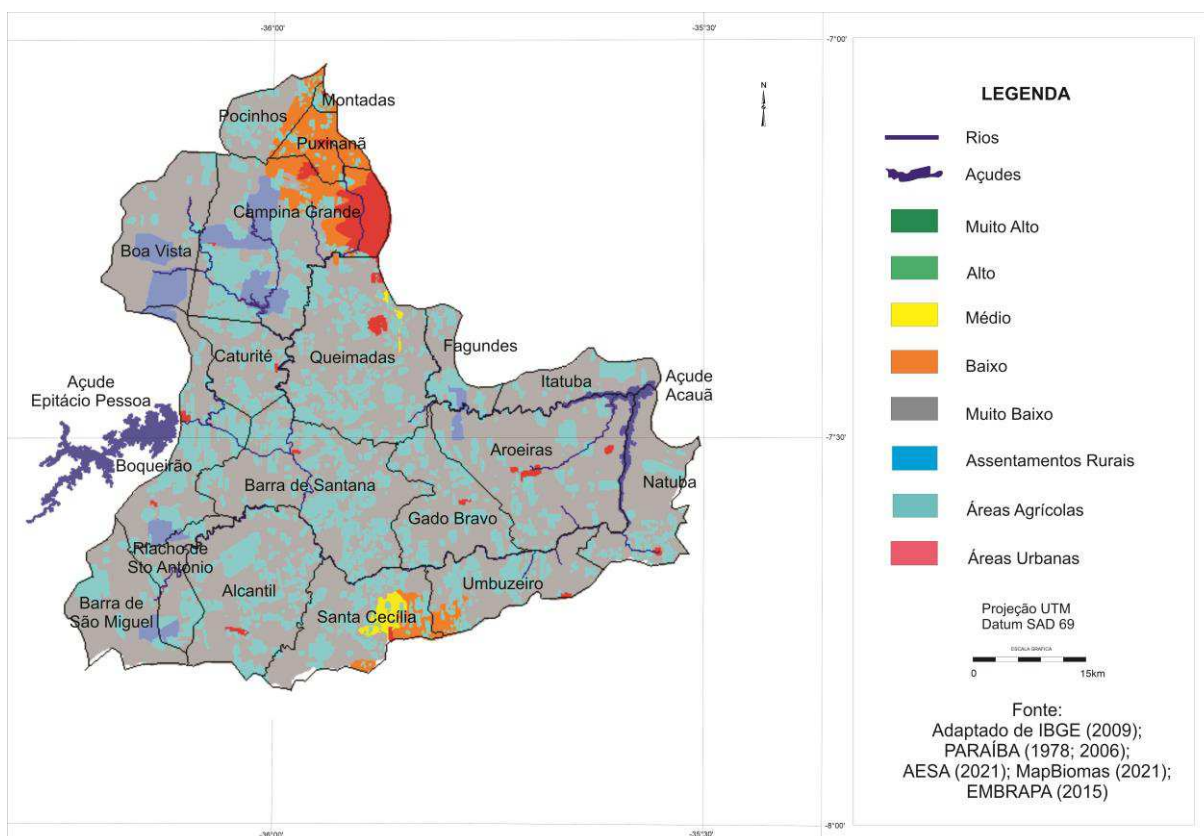 -36°00'
-35°30'
-7°00'
Montadas
Pocinhos
Puxinanã
Campina Grande
Boa Vista
Caturité
Queimadas
Fagundes
Itatuba
Açude
Acauã
Açude
Epitácio Pessoa
-7°30'
Boqueirão
Aroeiras
Barra de Santana
Natuba
Gado Bravo
Riacho de
Sto Antônio
Umbuzeiro
Alcantil
Barra de
São Miguel
Santa Cecília
-36°00'
-35°30'
-8°00'
N
LEGENDA
Rios
Açudes
Muito Alto
Alto
Médio
Baixo
Muito Baixo
Assentamentos Rurais
Áreas Agrícolas
Áreas Urbanas
Projeção UTM
Datum SAD 69
ESCALA GRÁFICA
0 15km
Fonte:
Adaptado de IBGE (2009);
PARAÍBA (1978; 2006);
AESA (2021); MapBiomas (2021);
EMBRAPA (2015)